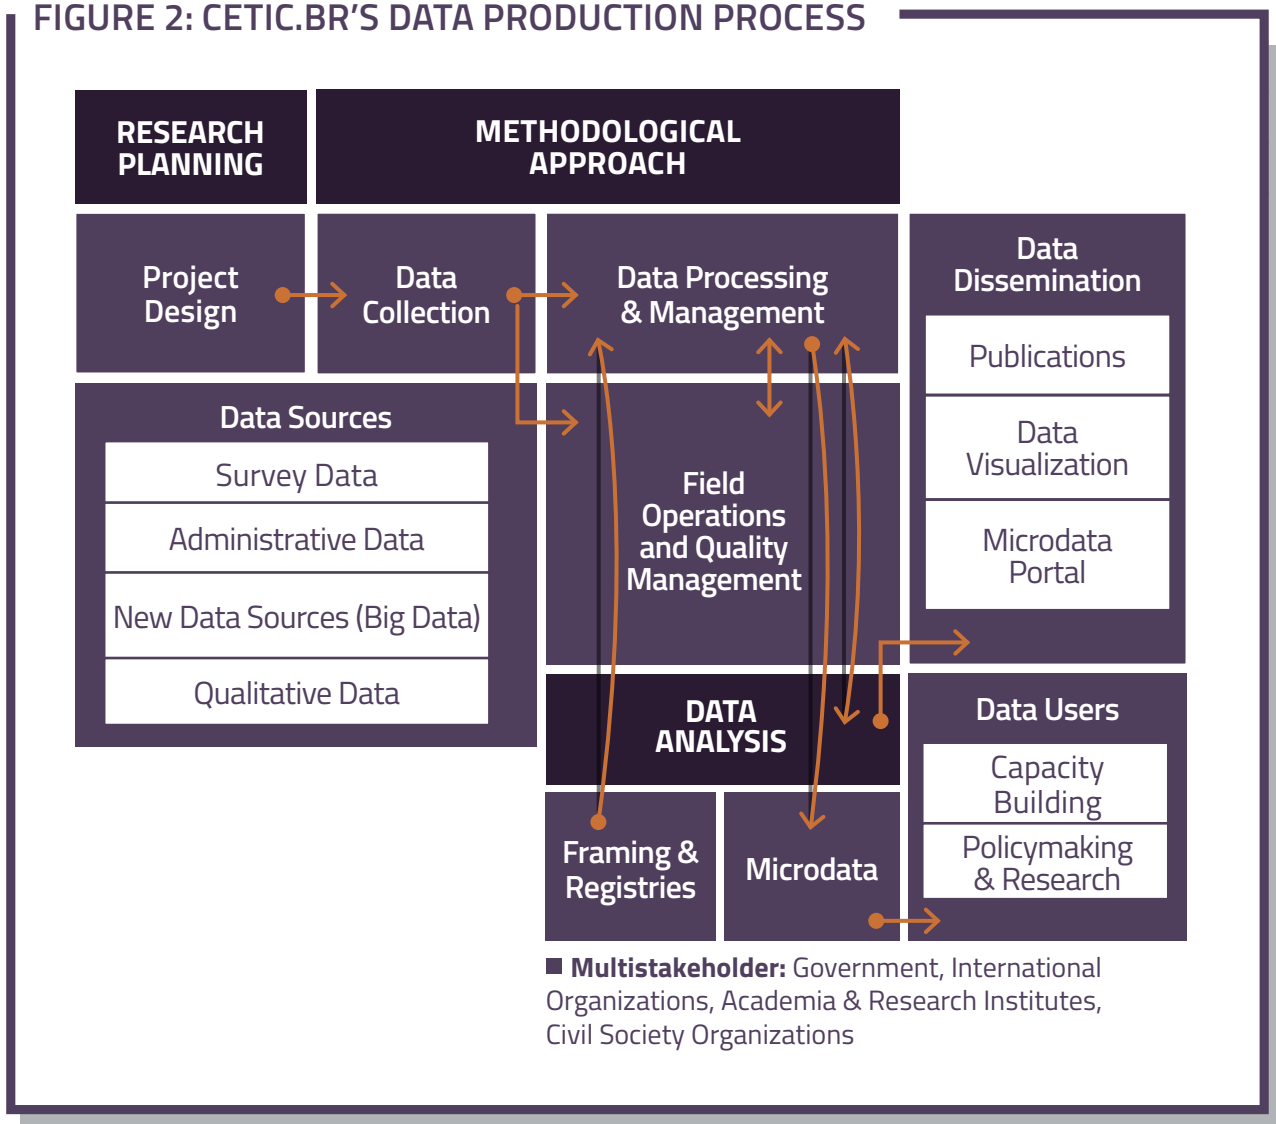 FIGURE 2: CETIC.BR'S DATA PRODUCTION PROCESS
RESEARCH
PLANNING
METHODOLOGICAL
APPROACH
Project
Design
Data
Collection
Data Processing
& Management
Data Sources
Survey Data
Administrative Data
New Data Sources (Big Data)
Qualitative Data
Field
Operations
and Quality
Management
DATA
ANALYSIS
Framing &
Registries
Microdata
Data
Dissemination
Publications
Data
Visualization
Microdata
Portal
Data Users
Capacity
Building
Policymaking
& Research
Multistakeholder: Government, International
Organizations, Academia & Research Institutes,
Civil Society Organizations